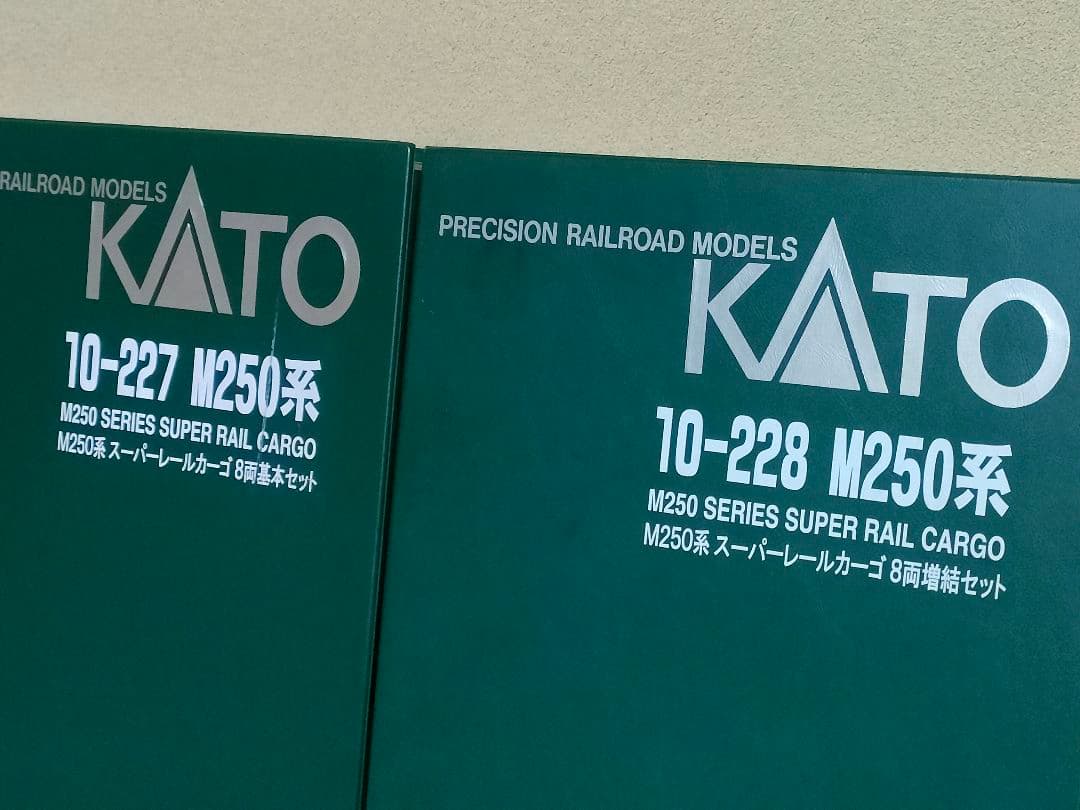 RAILROAD MODELS
KATO
10-227 M250系
M250 SERIES SUPER RAIL CARGO
M250系 スーパーレールカーゴ 8両基本セット
PRECISION RAILROAD MODELS
KATO
10-228 M250系
M250 SERIES SUPER RAIL CARGO
M250系 スーパーレールカーゴ 8両増結セット